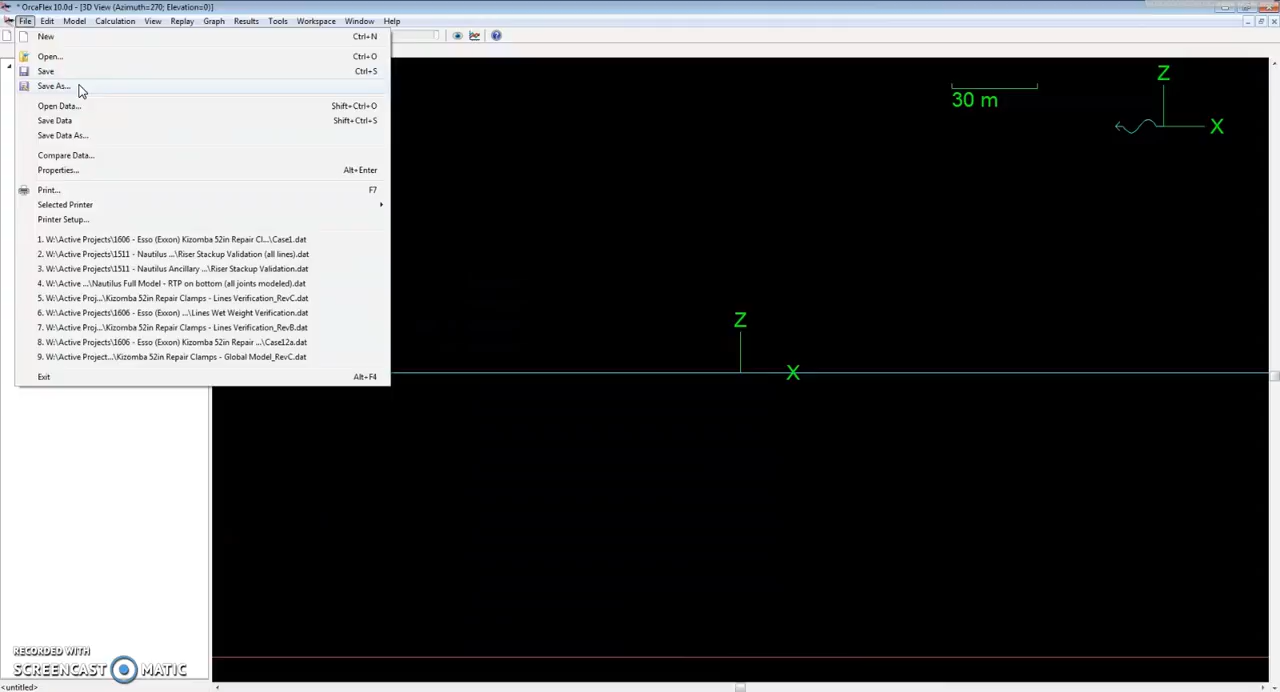 * OrcaFlex 10.0d - [3D View (Azimuth=270; Elevation=0)]
File Edit Model Calculation View Replay Graph Results Tools Workspace Window Help
New Ctrl+N
Open... Ctrl+O
Save Ctrl+S
Save As...
Open Data... Shift+Ctrl+O
Save Data Shift+Ctrl+S
Save Data As...
Compare Data...
Properties... Alt+Enter
Print... F7
Selected Printer
Printer Setup...
1. W:\Active Projects\1606 - Esso (Exxon) Kizomba 52in Repair Cl...\Case1.dat
2. W:\Active Projects\1511 - Nautilus ...\Riser Stackup Validation (all lines).dat
3. W:\Active Projects\1511 - Nautilus Ancillary ...\Riser Stackup Validation.dat
4. W:\Active ...\Nautilus Full Model - RTP on bottom (all joints modeled).dat
5. W:\Active Proj...\Kizomba 52in Repair Clamps - Lines Verification_RevC.dat
6. W:\Active Projects\1606 - Esso (Exxon) ...\Lines Wet Weight Verification.dat
7. W:\Active Proj...\Kizomba 52in Repair Clamps - Lines Verification_RevB.dat
8. W:\Active Projects\1606 - Esso (Exxon) Kizomba 52in Repair ...\Case12a.dat
9. W:\Active Project...\Kizomba 52in Repair Clamps - Global Model_RevC.dat
Exit Alt+F4
30 m
Z
X
Z
X
RECORDED WITH
SCREENCAST MATIC
<untitled>